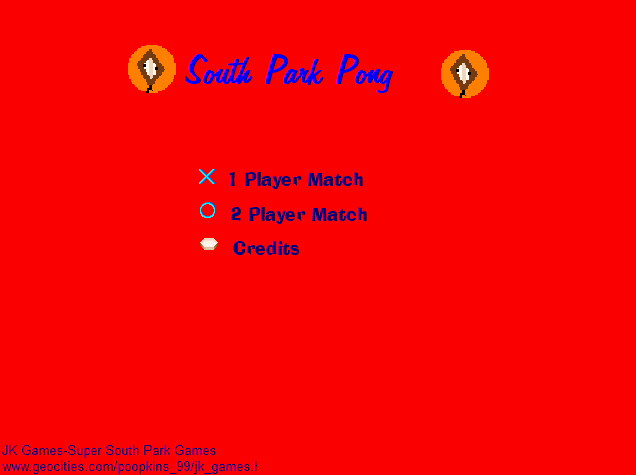 South Park Pong
1 Player Match
2 Player Match
Credits
JK Games-Super South Park Games
www.geocities.com/poopkins_99/jk_games.h